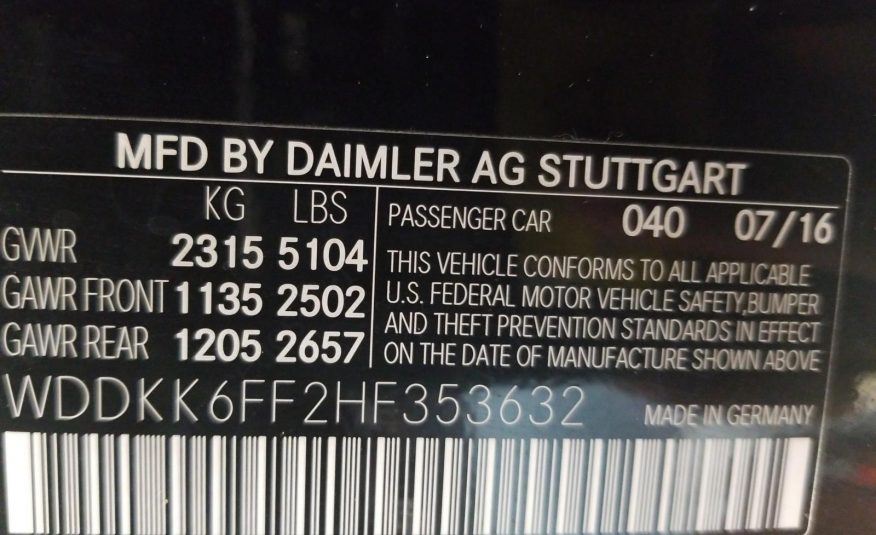 MFD BY DAIMLER AG STUTTGART
KG LBS
GVWR 2315 5104
GAWR FRONT 1135 2502
GAWR REAR 1205 2657
PASSENGER CAR 040 07/16
THIS VEHICLE CONFORMS TO ALL APPLICABLE
U.S. FEDERAL MOTOR VEHICLE SAFETY,BUMPER
AND THEFT PREVENTION STANDARDS IN EFFECT
ON THE DATE OF MANUFACTURE SHOWN ABOVE
WDDKK6FF2HF353632 MADE IN GERMANY